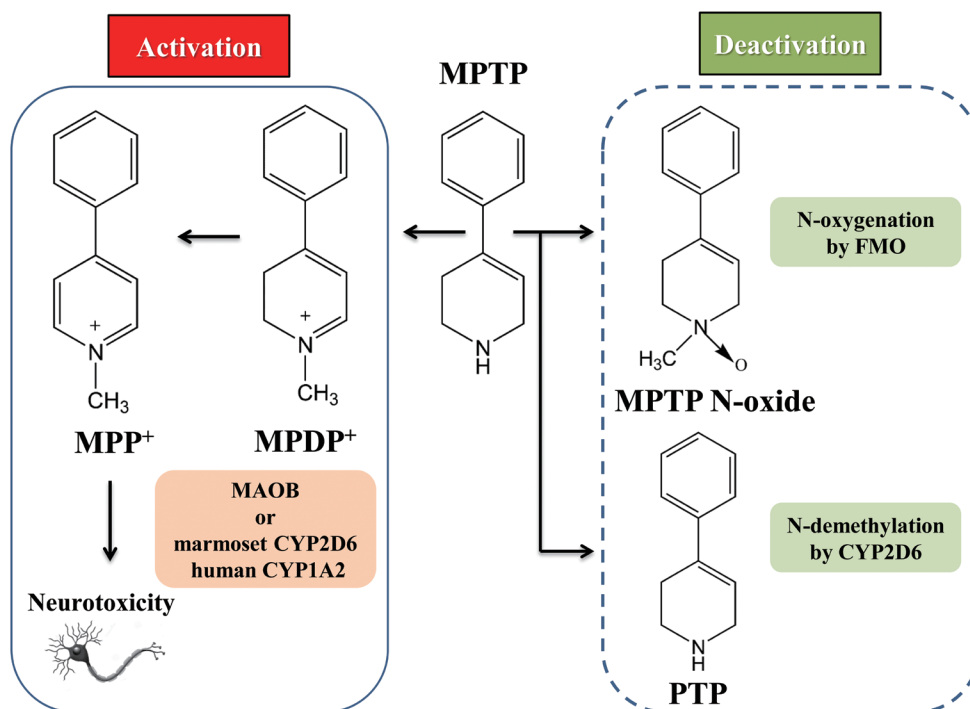 Activation
Deactivation
MPTP
N
H
+
N
CH₃
MPP⁺
+
N
CH₃
MPDP⁺
MAOB
or
marmoset CYP2D6
human CYP1A2
Neurotoxicity
N-oxygenation
by FMO
N
H₃C
O
MPTP N-oxide
N-demethylation
by CYP2D6
N
H
PTP